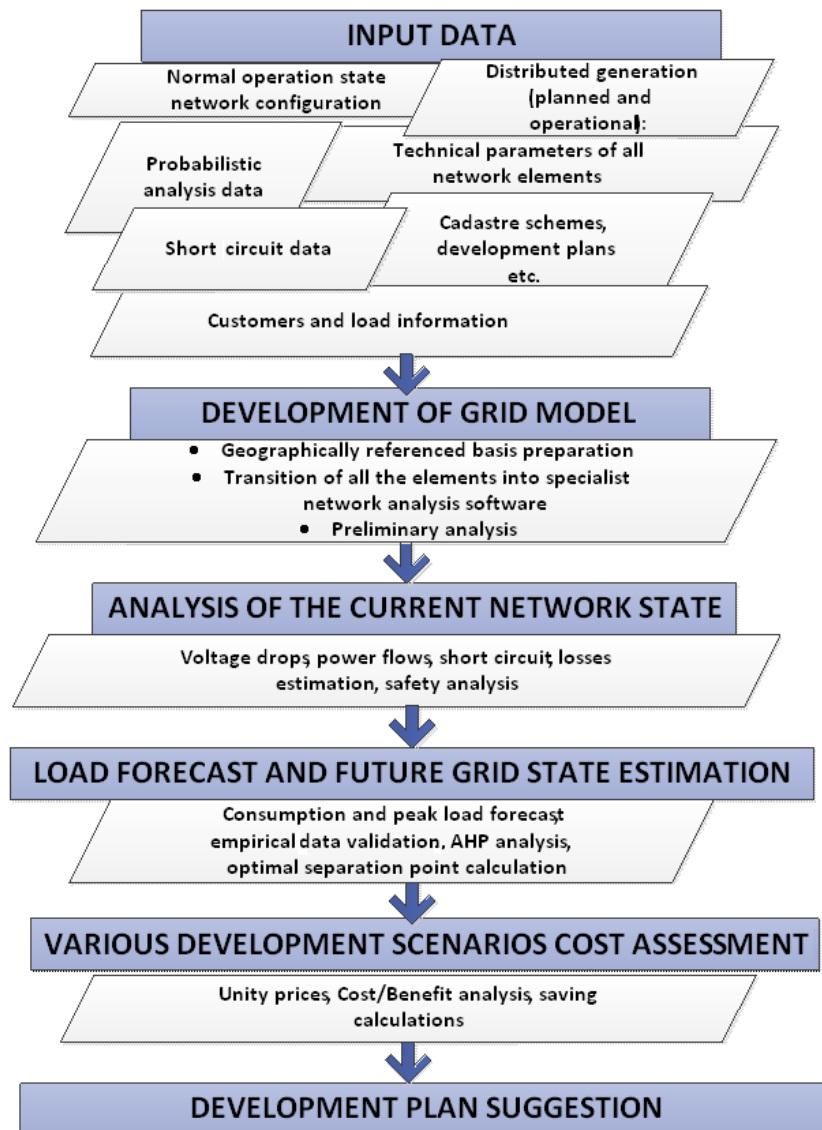 INPUT DATA
Normal operation state
network configuration
Distributed generation
(planned and
operational):
Probabilistic
analysis data
Technical parameters of all
network elements
Short circuit data
Cadastre schemes,
development plans
etc.
Customers and load information
DEVELOPMENT OF GRID MODEL
• Geographically referenced basis preparation
• Transition of all the elements into specialist
network analysis software
• Preliminary analysis
ANALYSIS OF THE CURRENT NETWORK STATE
Voltage drops, power flows, short circuit, losses
estimation, safety analysis
LOAD FORECAST AND FUTURE GRID STATE ESTIMATION
Consumption and peak load forecast,
empirical data validation, AHP analysis,
optimal separation point calculation
VARIOUS DEVELOPMENT SCENARIOS COST ASSESSMENT
Unity prices, Cost/Benefit analysis, saving
calculations
DEVELOPMENT PLAN SUGGESTION